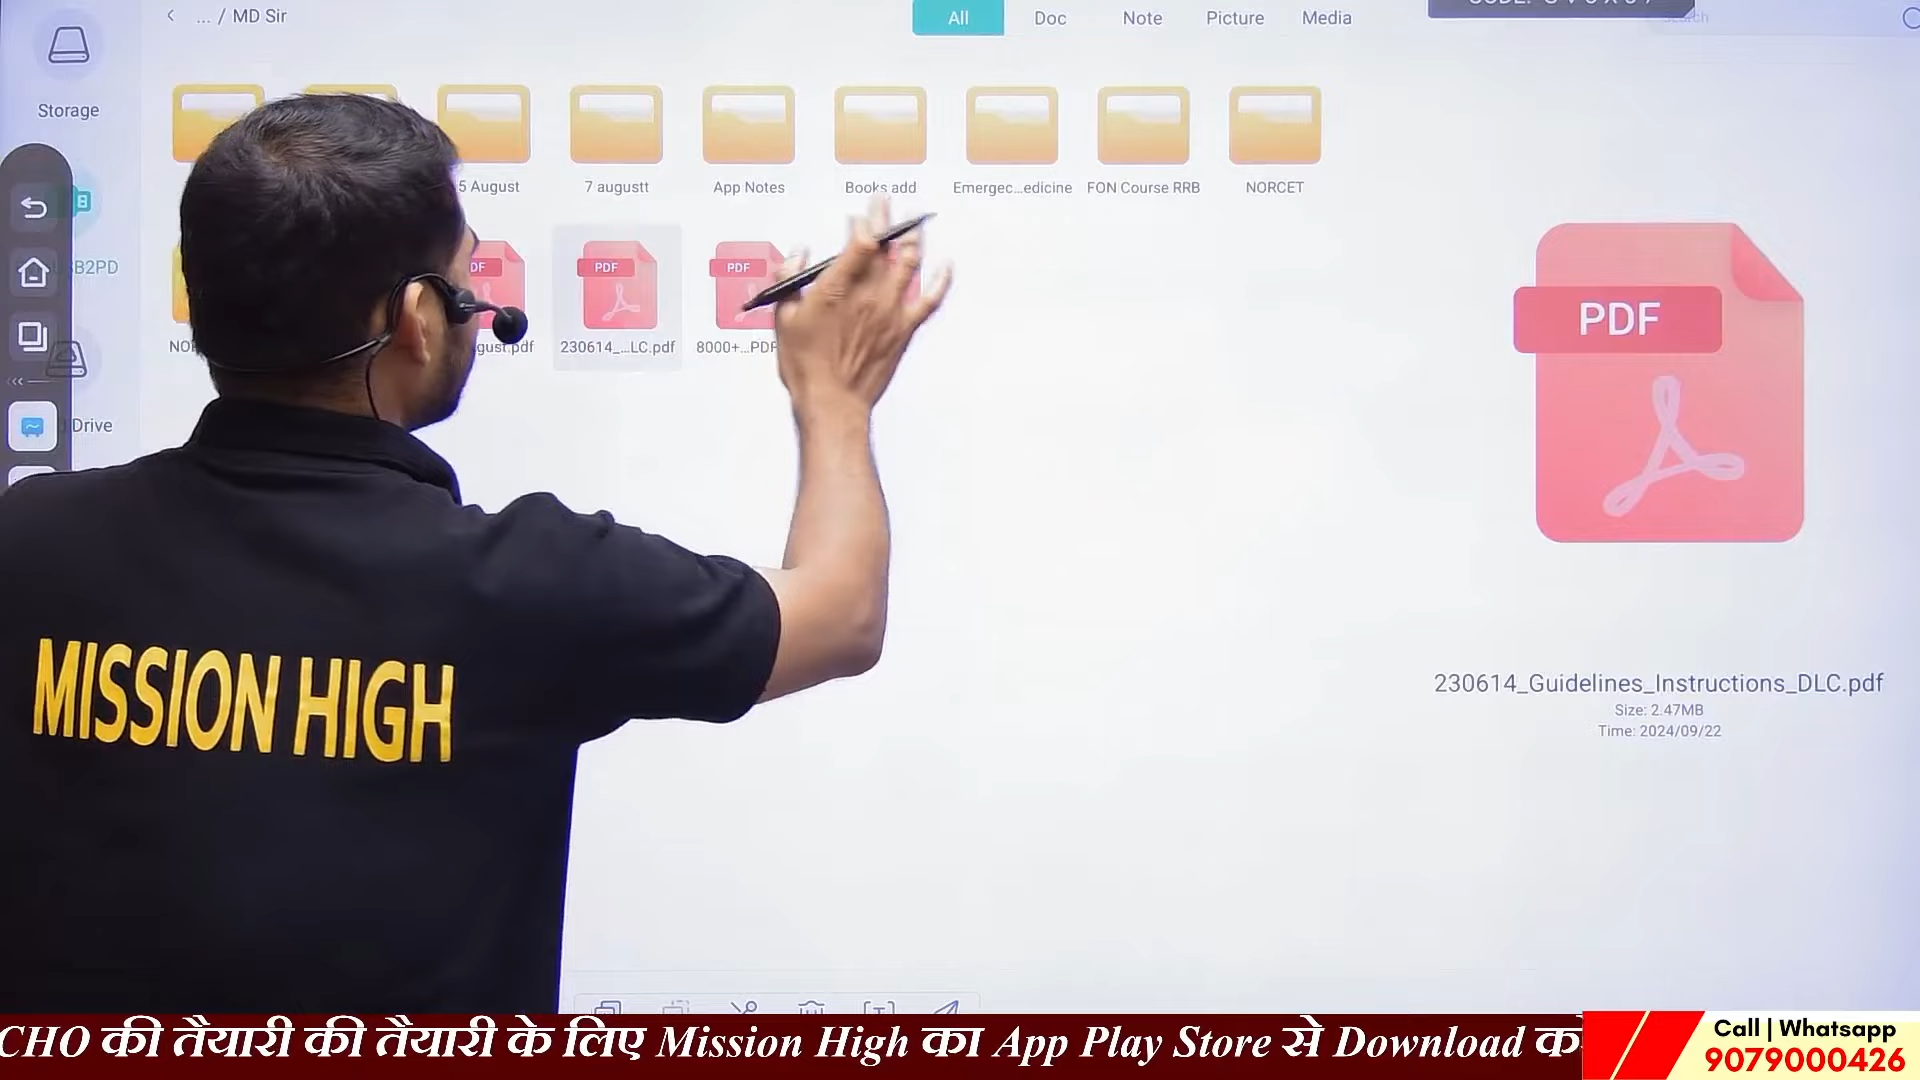 ... / MD Sir
All
Doc
Note
Picture
Media
Storage
5 August
7 augustt
App Notes
Books add
Emergec...edicine
FON Course RRB
NORCET
B2PD
PDF
PDF
gust.pdf
230614_...LC.pdf
8000+...PDF
Drive
PDF
230614_Guidelines_Instructions_DLC.pdf
Size: 2.47MB
Time: 2024/09/22
MISSION HIGH
CHO की तैयारी की तैयारी के लिए Mission High का App Play Store से Download
Call | Whatsapp
9079000426